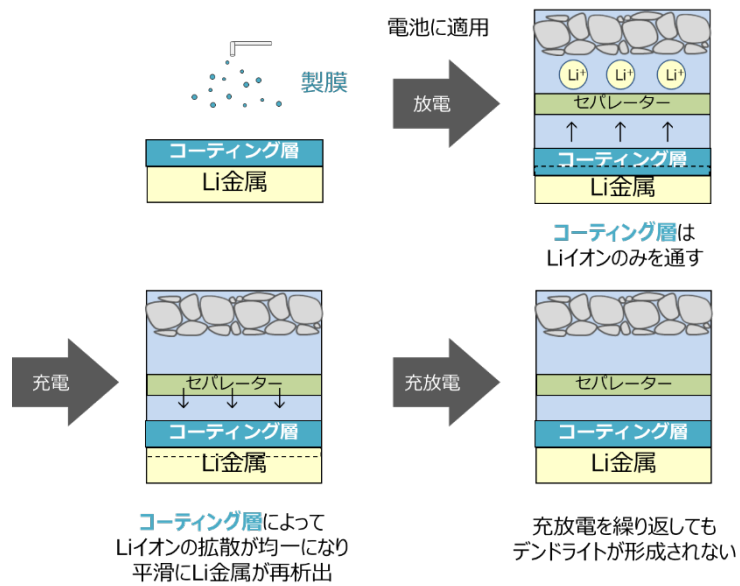 製膜
コーティング層
Li金属
電池に適用
放電
Li⁺ Li⁺ Li⁺
セパレーター
コーティング層
Li金属
コーティング層は
Liイオンのみを通す
充電
セパレーター
コーティング層
Li金属
コーティング層によって
Liイオンの拡散が均一になり
平滑にLi金属が再析出
充放電
セパレーター
コーティング層
Li金属
充放電を繰り返しても
デンドライトが形成されない